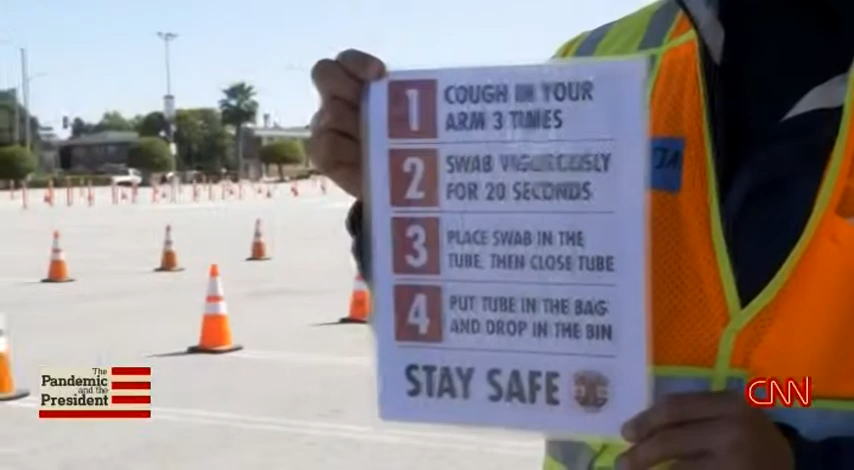 1 COUGH IN YOUR
ARM 3 TIMES
2 SWAB VIGOROUSLY
FOR 20 SECONDS
3 PLACE SWAB IN THE
TUBE, THEN CLOSE TUBE
4 PUT TUBE IN THE BAG
AND DROP IN THE BIN
STAY SAFE
The
Pandemic
and the
President
CNN